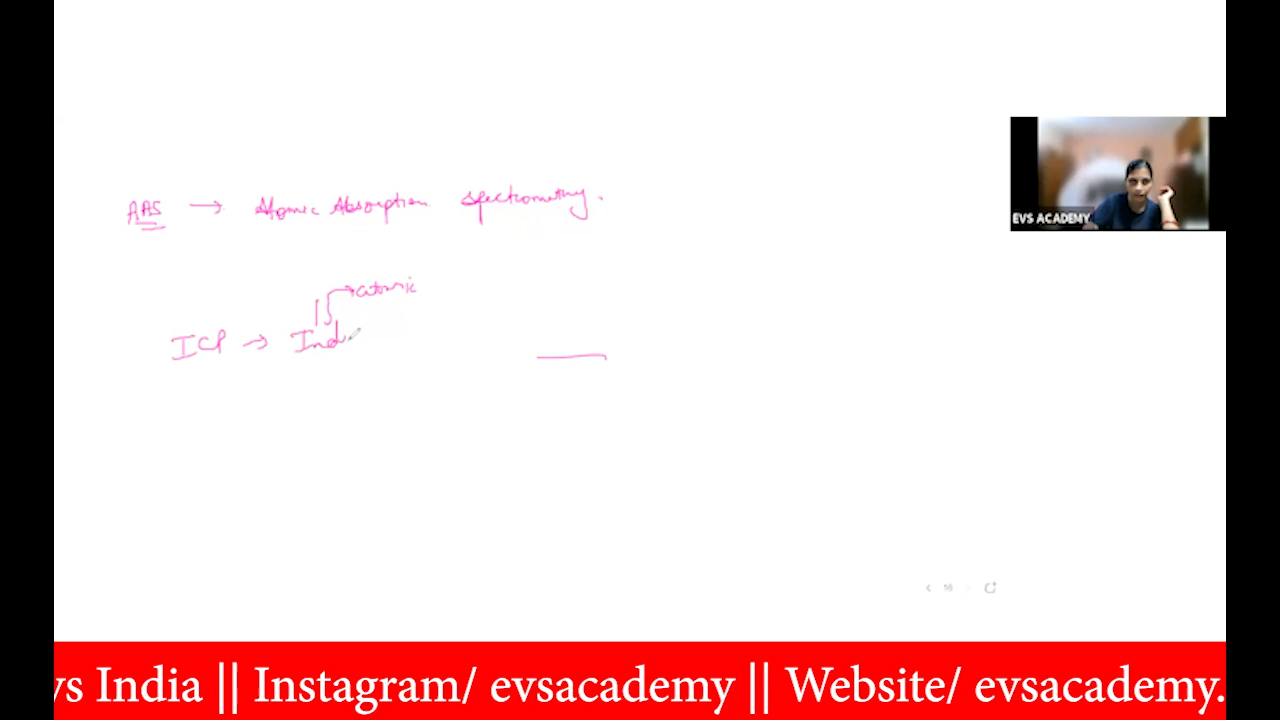 AAS → Atomic Absorption Spectrometry.
atomic
ICP → Ind
EVS ACADEMY
vs India || Instagram/ evsacademy || Website/ evsacademy.